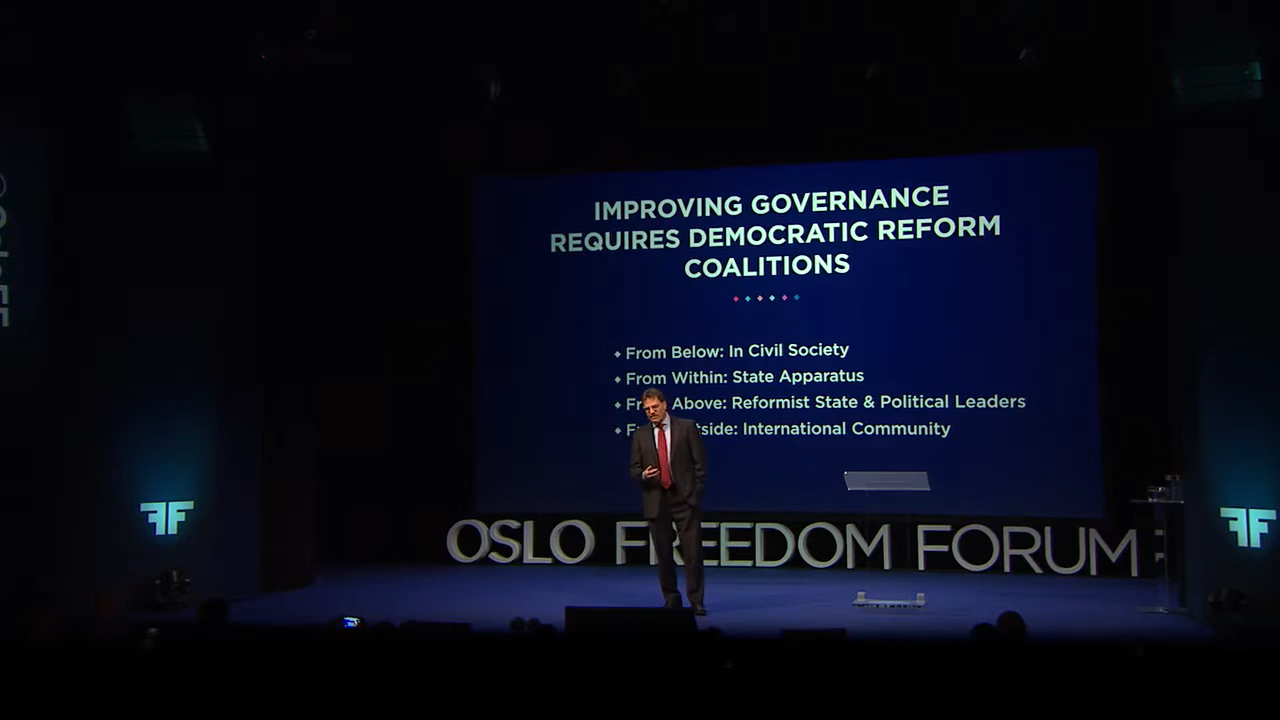 IMPROVING GOVERNANCE
REQUIRES DEMOCRATIC REFORM
COALITIONS
From Below: In Civil Society
From Within: State Apparatus
Above: Reformist State & Political Leaders
International Community
OSLO FREEDOM FORUM